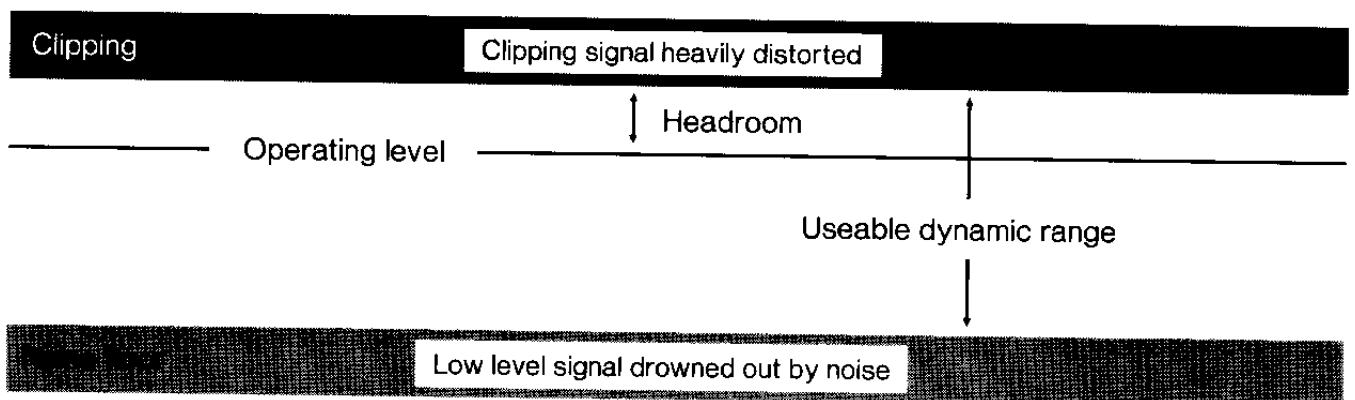 Clipping
Clipping signal heavily distorted
Headroom
Operating level
Useable dynamic range
Low level signal drowned out by noise